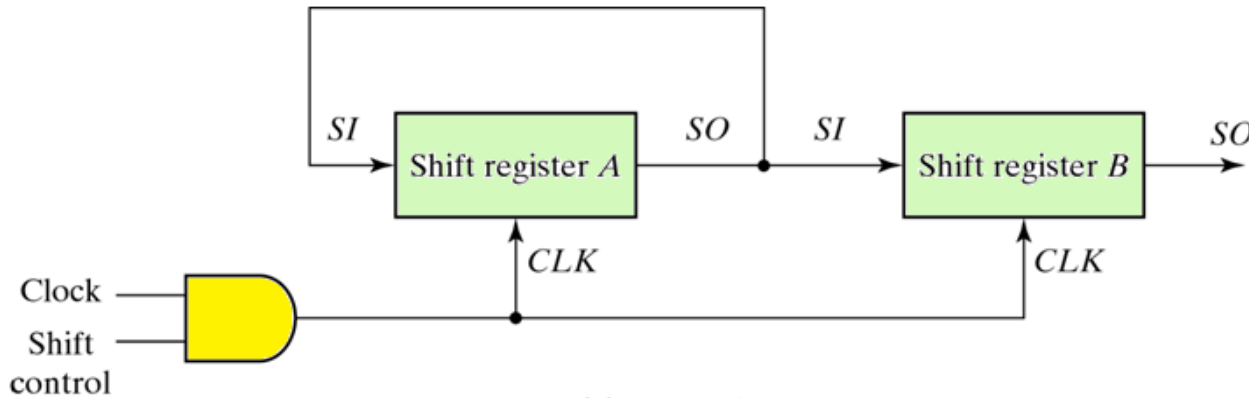 SI
SO
SI
SO
Shift register A
Shift register B
CLK
CLK
Clock
Shift
control